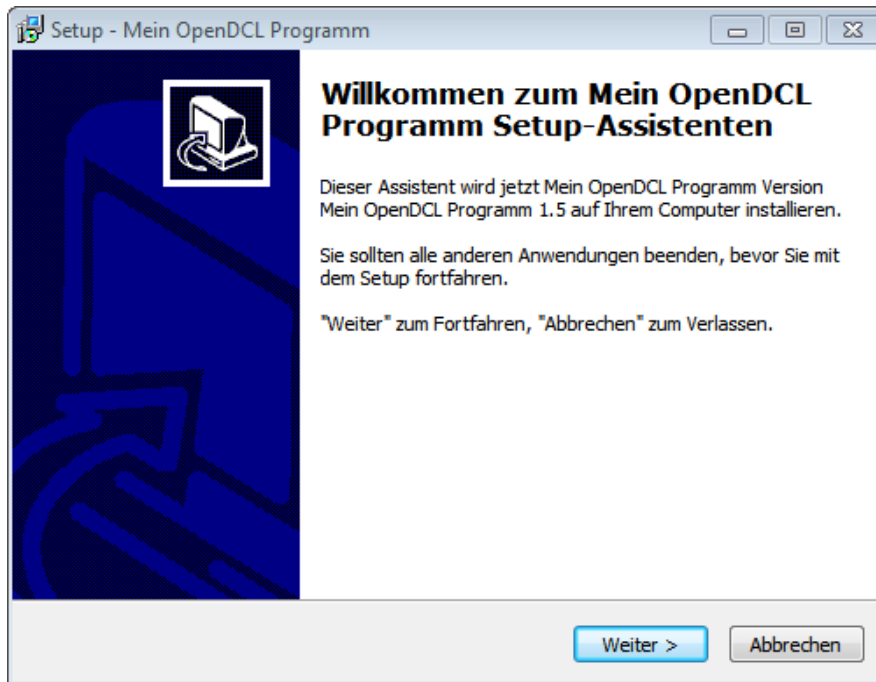 Setup - Mein OpenDCL Programm
Willkommen zum Mein OpenDCL
Programm Setup-Assistenten
Dieser Assistent wird jetzt Mein OpenDCL Programm Version
Mein OpenDCL Programm 1.5 auf Ihrem Computer installieren.
Sie sollten alle anderen Anwendungen beenden, bevor Sie mit
dem Setup fortfahren.
"Weiter" zum Fortfahren, "Abbrechen" zum Verlassen.
Weiter >
Abbrechen